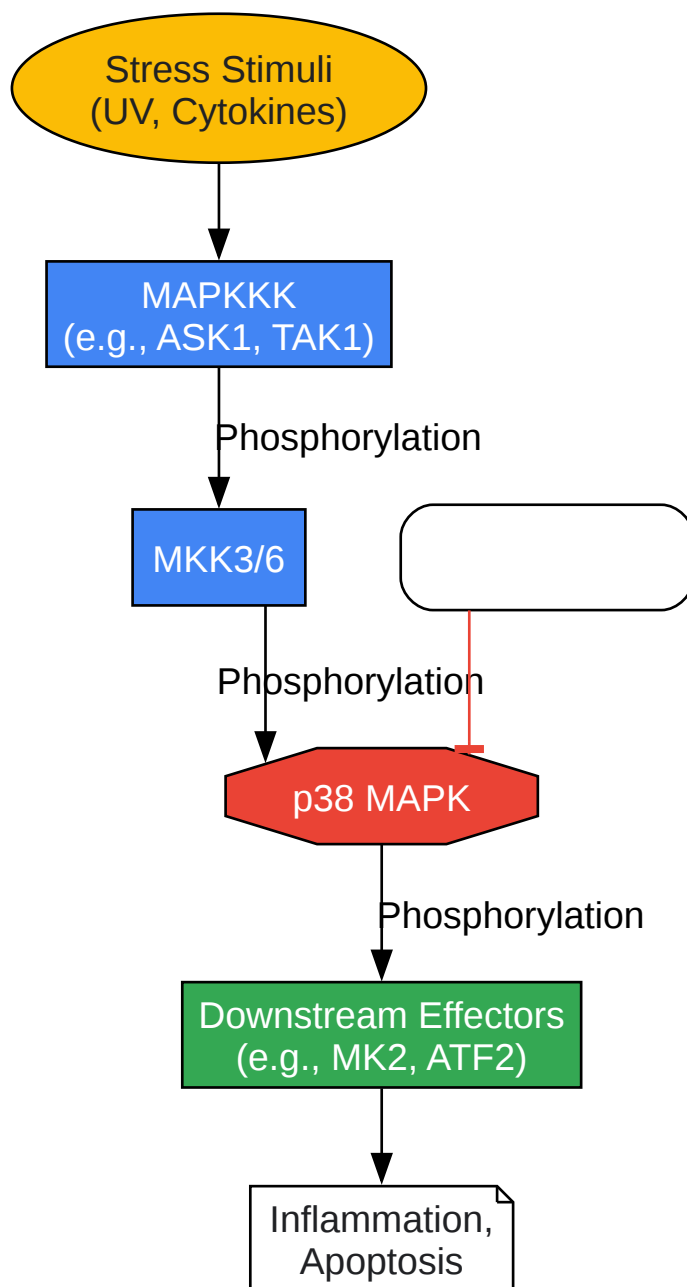 Stress Stimuli
(UV, Cytokines)
MAPKKK
(e.g., ASK1, TAK1)
Phosphorylation
MKK3/6
Phosphorylation
p38 MAPK
Phosphorylation
Downstream Effectors
(e.g., MK2, ATF2)
Inflammation,
Apoptosis